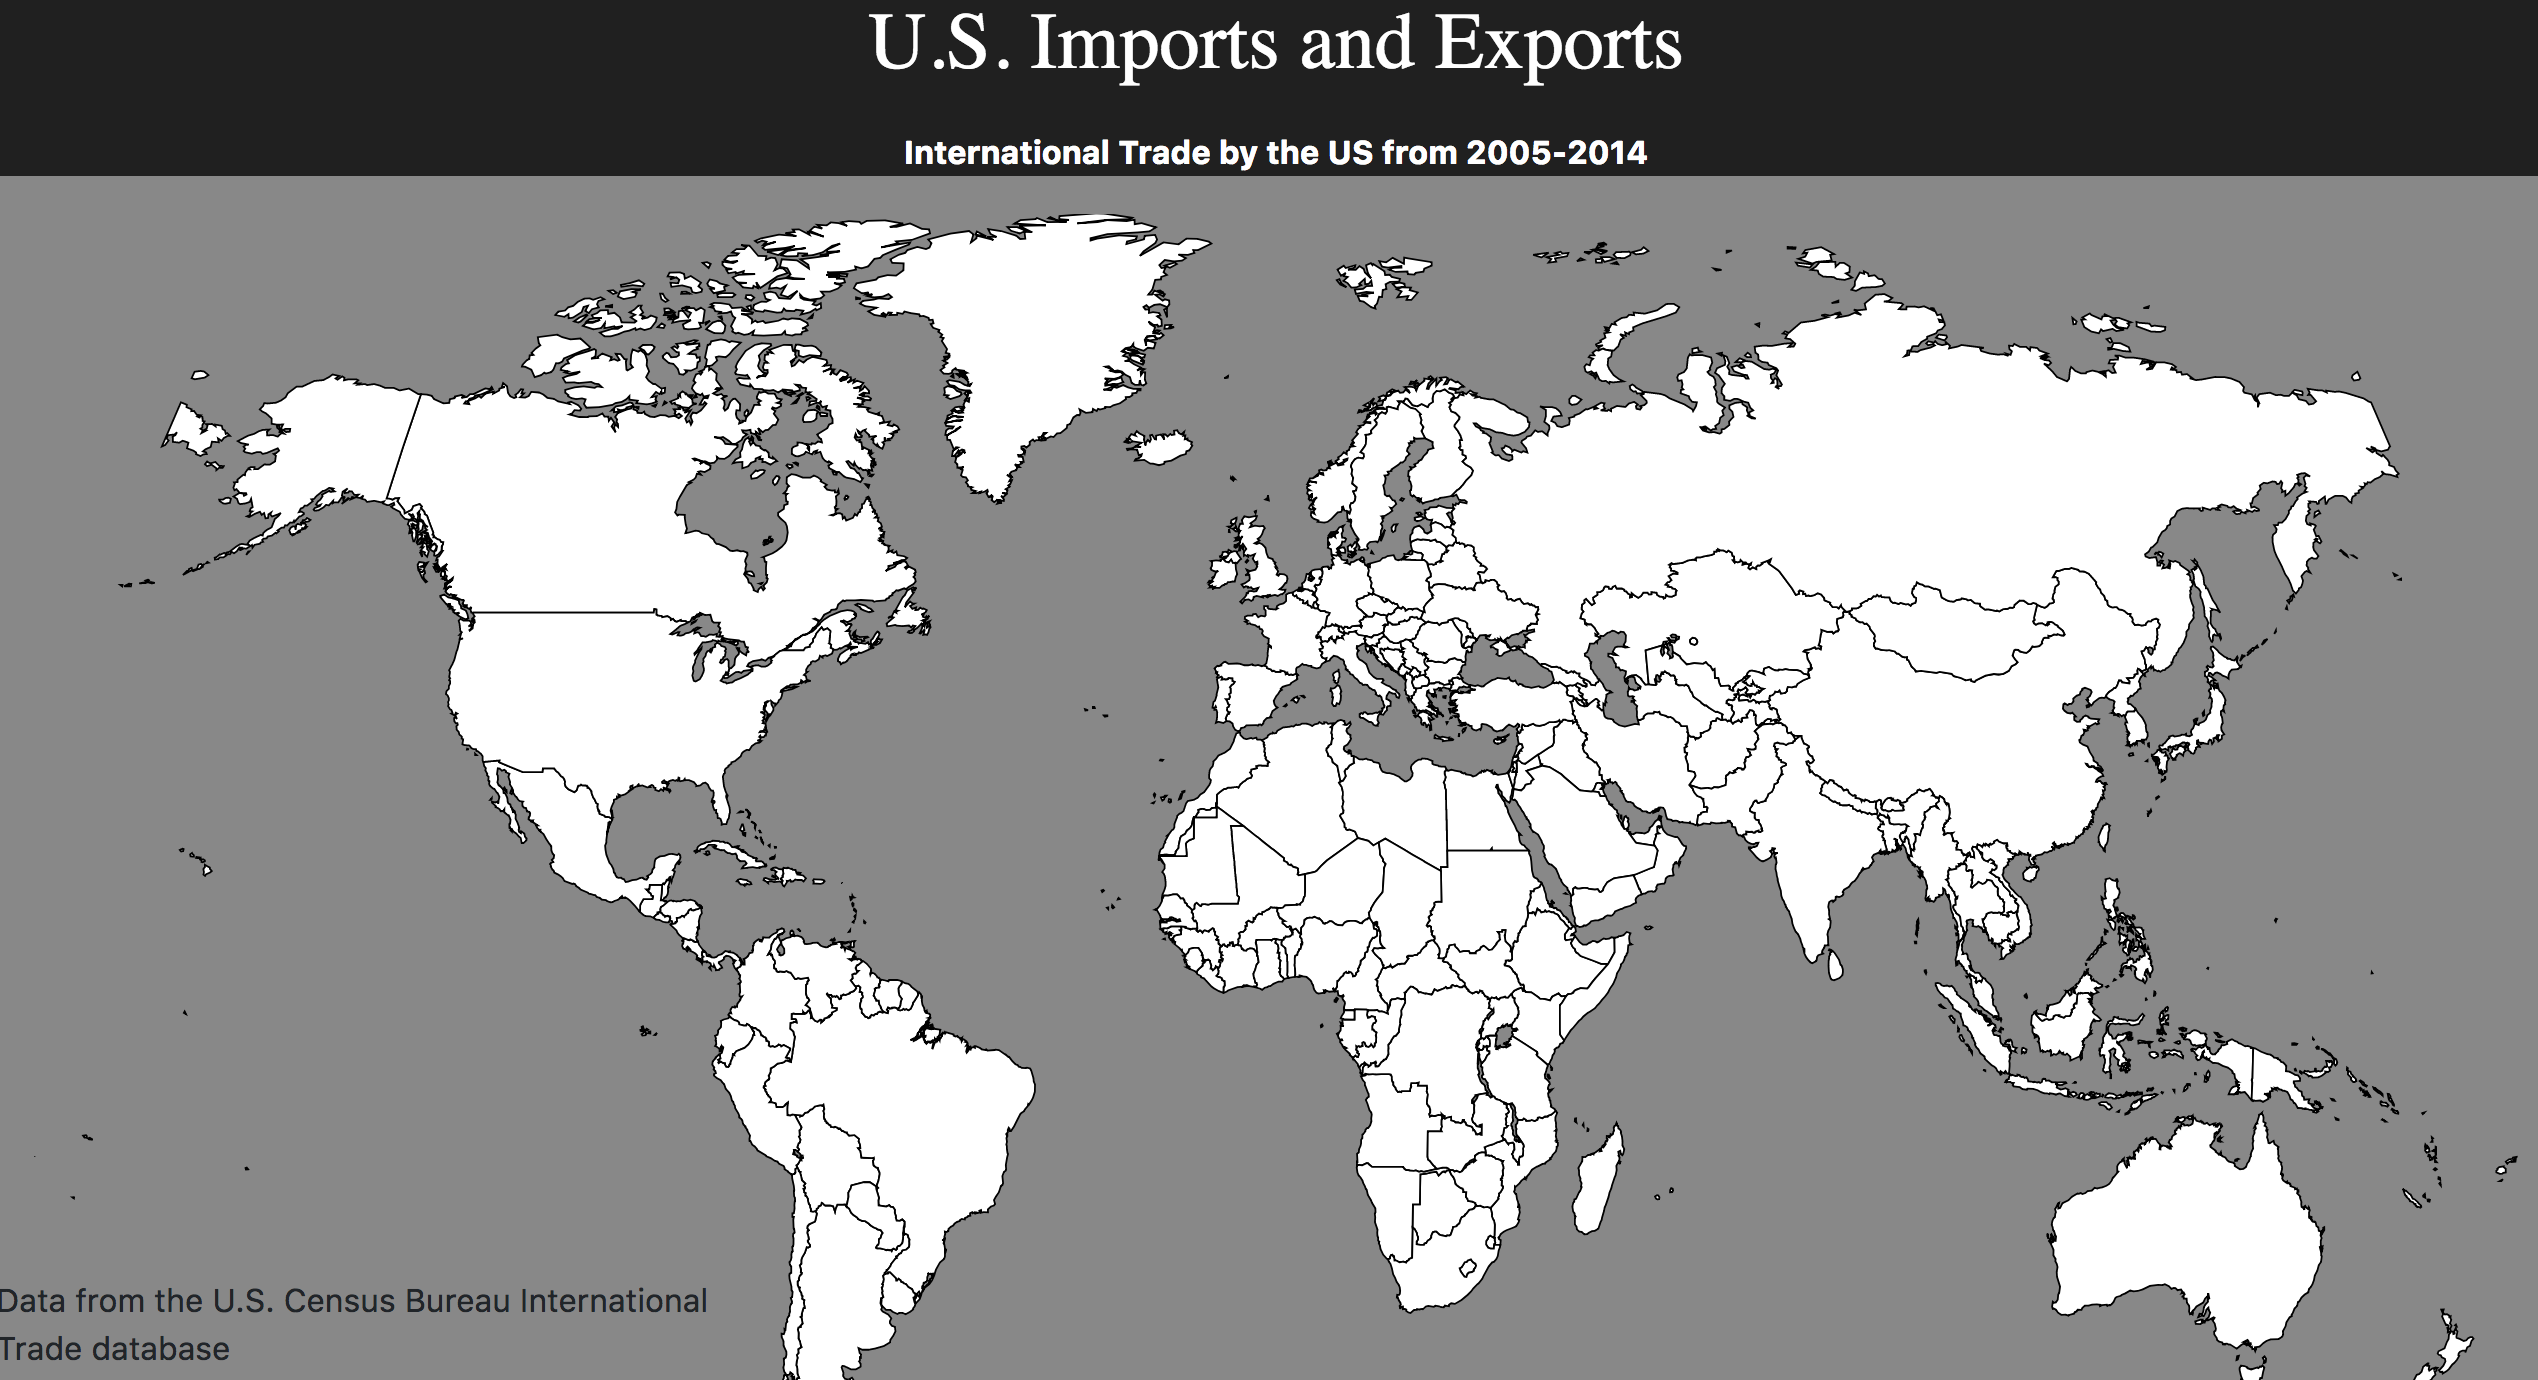 U.S. Imports and Exports
International Trade by the US from 2005-2014
Data from the U.S. Census Bureau International
Trade database